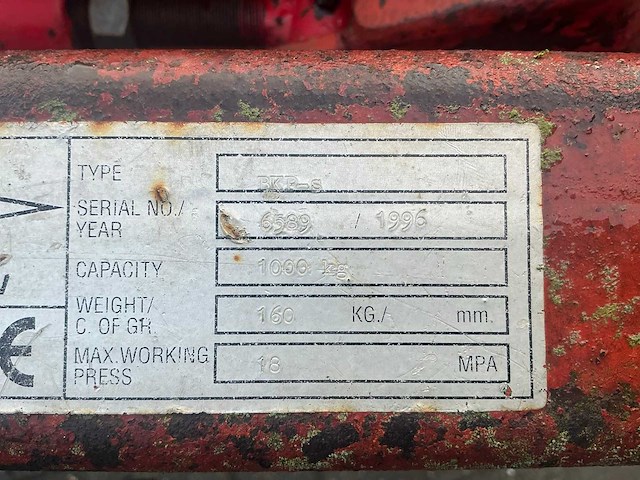 TYPE
SERIAL NO./ 6589 / 1996
YEAR
CAPACITY 1000 kg
WEIGHT/ 160 KG./ mm.
C. OF GR.
MAX.WORKING 18 MPA
PRESS
CE